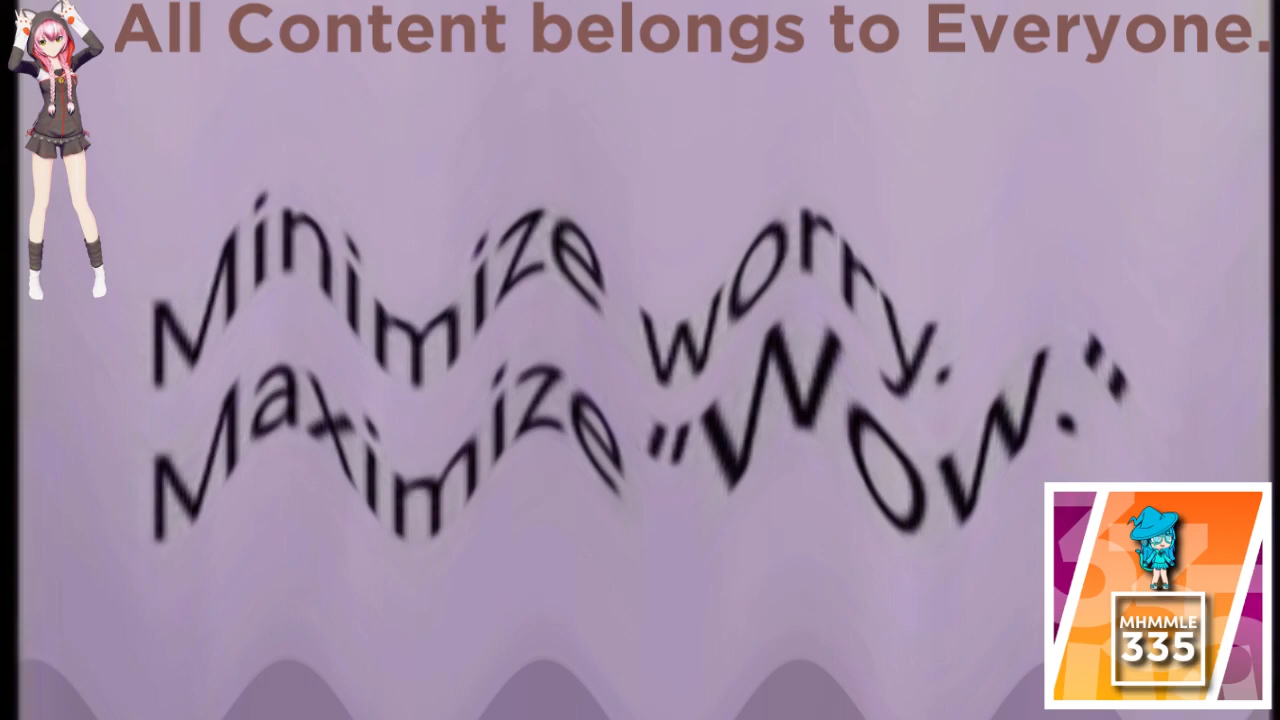 All Content belongs to Everyone.
Minimize worry.
Maximize "Wow."
MHMMLE
335